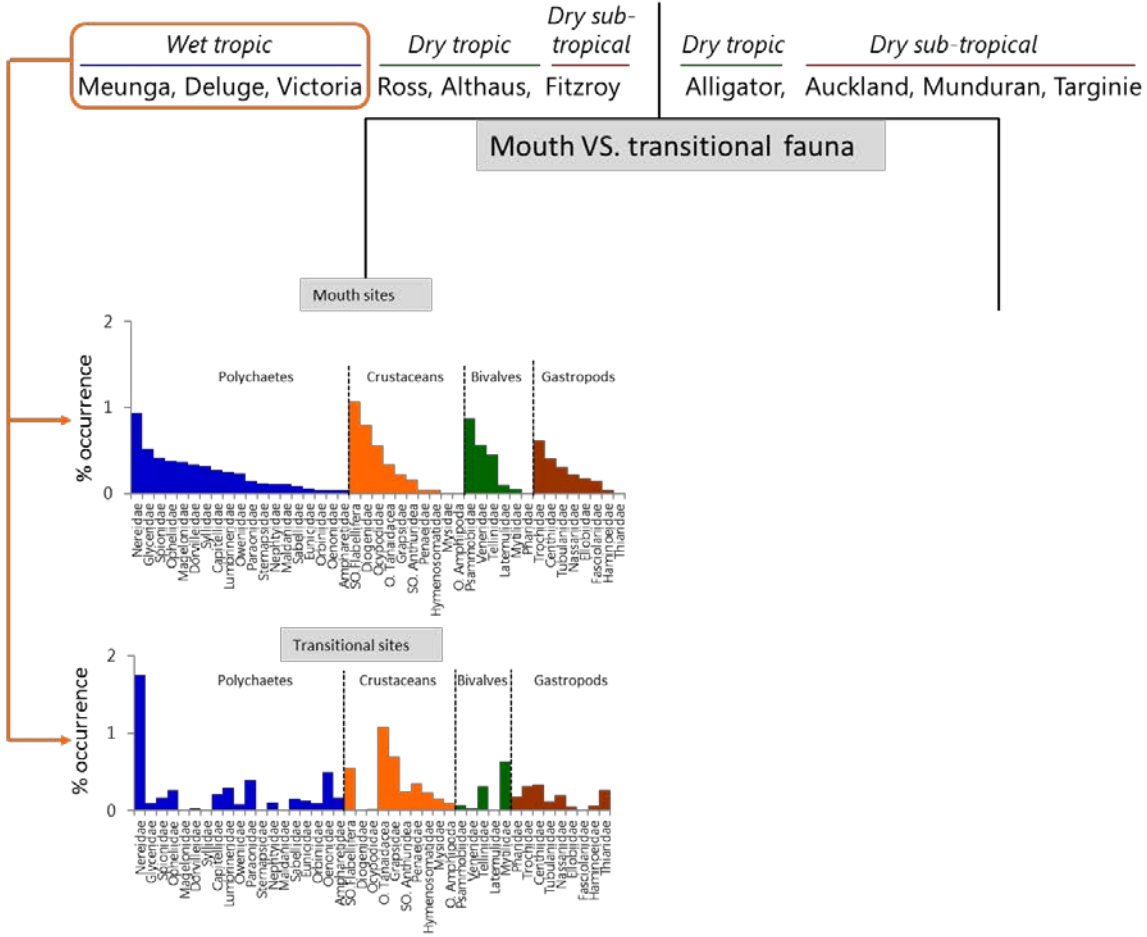 Wet tropic
Dry tropic
Dry sub-
tropical
Dry tropic
Dry sub-tropical
Meunga, Deluge, Victoria
Ross, Althaus,
Fitzroy
Alligator,
Auckland, Munduran, Targinie
Mouth VS. transitional fauna
Mouth sites
% occurrence
2
1
0
Polychaetes
Crustaceans
Bivalves
Gastropods
Nereidae
Glyceridae
Spionidae
Opheliidae
Magelonidae
Dorvilleidae
Syllidae
Capitellidae
Lumbrineridae
Oweniidae
Paraonidae
Sternapsidae
Nephtyidae
Maldanidae
Sabellidae
Eunicidae
Orbiniidae
Oenonidae
Ampharetidae
SO Flabellifera
Diogenidae
Ocypodidae
O. Tanaidacea
Grapsidae
SO. Anthuridea
Penaeidae
Hymenosomatidae
Mysidae
O. Amphipoda
Psammobiidae
Veneridae
Tellinidae
Laternulidae
Mytilidae
Pharidae
Trochidae
Cerithiidae
Tubulanidae
Nassaridae
Ellobiidae
Fasciolariidae
Haminoeidae
Thiaridae
Transitional sites
% occurrence
2
1
0
Polychaetes
Crustaceans
Bivalves
Gastropods
Nereidae
Glyceridae
Spionidae
Opheliidae
Magelonidae
Dorvilleidae
Syllidae
Capitellidae
Lumbrineridae
Oweniidae
Paraonidae
Sternapsidae
Nephtyidae
Maldanidae
Sabellidae
Eunicidae
Orbiniidae
Oenonidae
Ampharetidae
SO Flabellifera
Diogenidae
Ocypodidae
O. Tanaidacea
Grapsidae
SO. Anthuridea
Penaeidae
Hymenosomatidae
Mysidae
O. Amphipoda
Psammobiidae
Veneridae
Tellinidae
Laternulidae
Mytilidae
Pharidae
Trochidae
Cerithiidae
Tubulanidae
Nassaridae
Ellobiidae
Fasciolariidae
Haminoeidae
Thiaridae